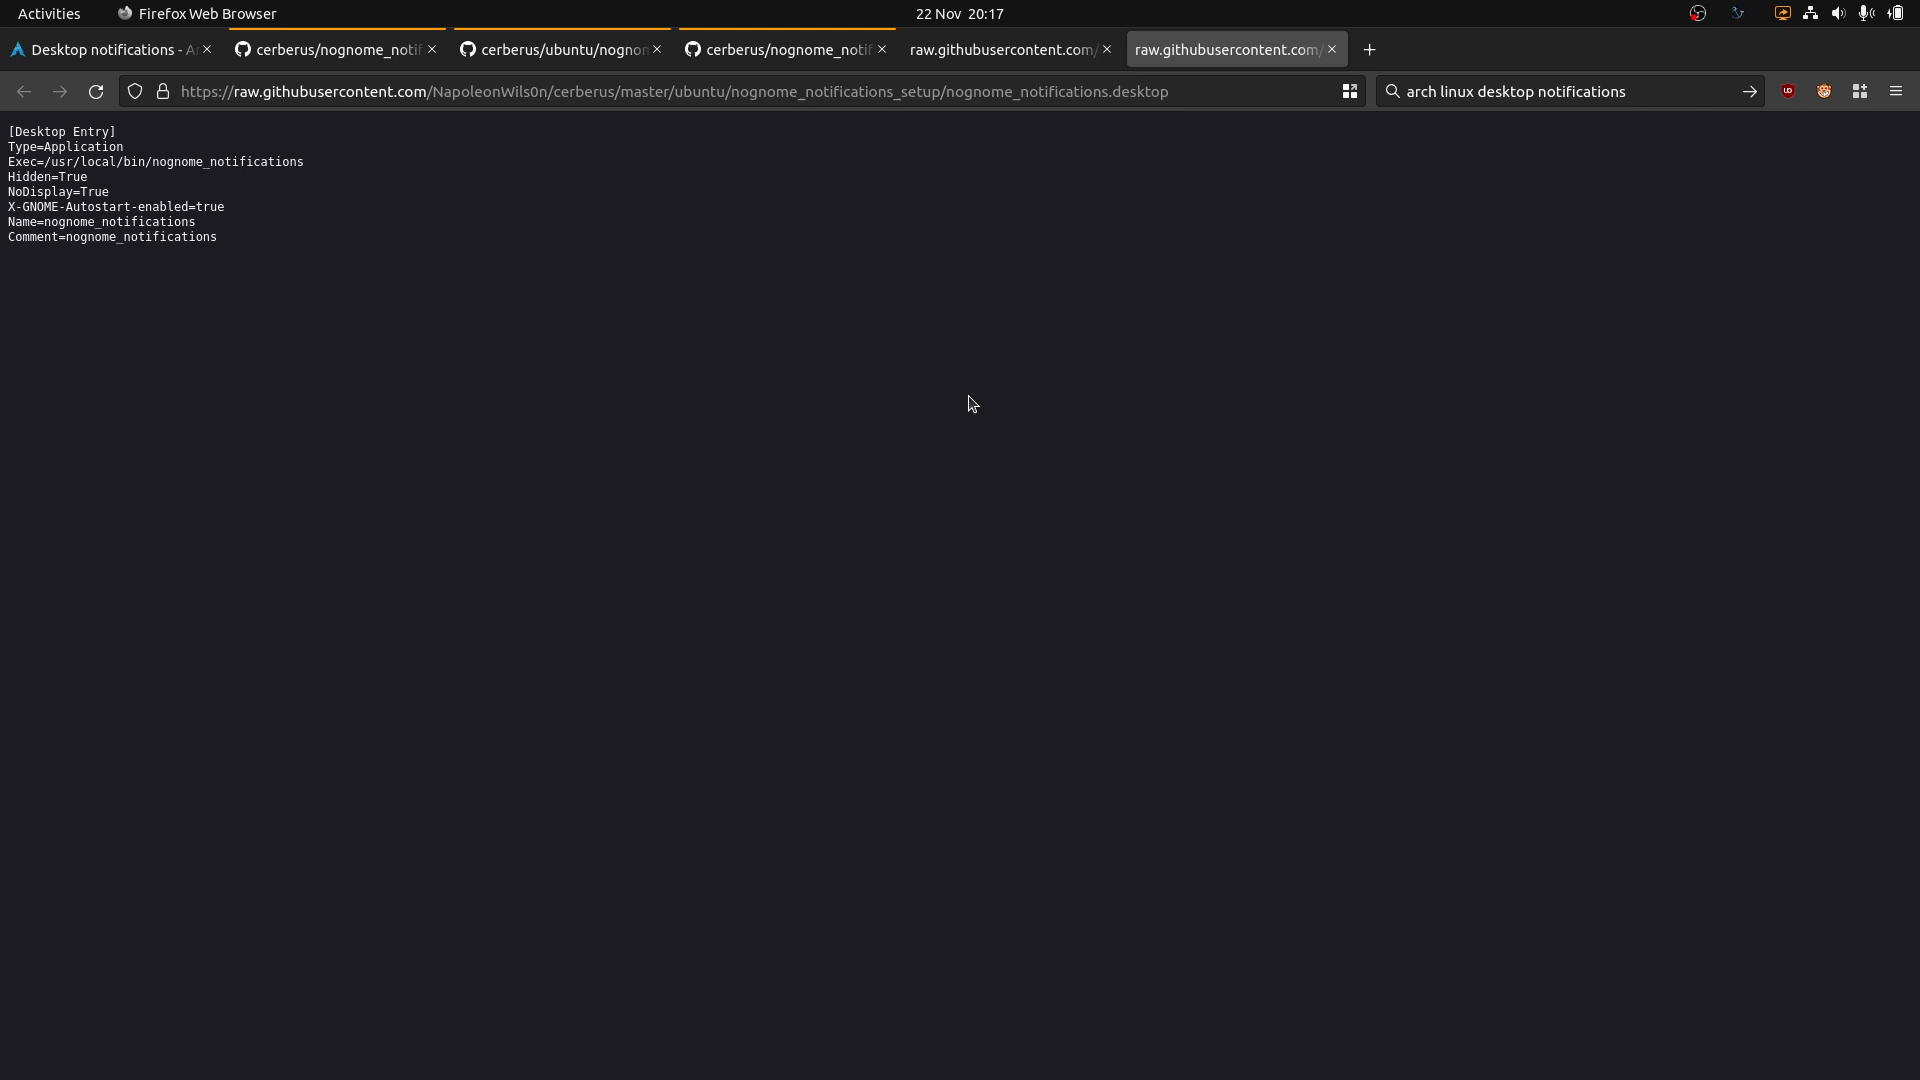 Activities
Firefox Web Browser
22 Nov 20:17
Desktop notifications - A
cerberus/nognome_notif
cerberus/ubuntu/nognon
cerberus/nognome_notif
raw.githubusercontent.com/
raw.githubusercontent.com/
https://raw.githubusercontent.com/NapoleonWils0n/cerberus/master/ubuntu/nognome_notifications_setup/nognome_notifications.desktop
arch linux desktop notifications
[Desktop Entry]
Type=Application
Exec=/usr/local/bin/nognome_notifications
Hidden=True
NoDisplay=True
X-GNOME-Autostart-enabled=true
Name=nognome_notifications
Comment=nognome_notifications